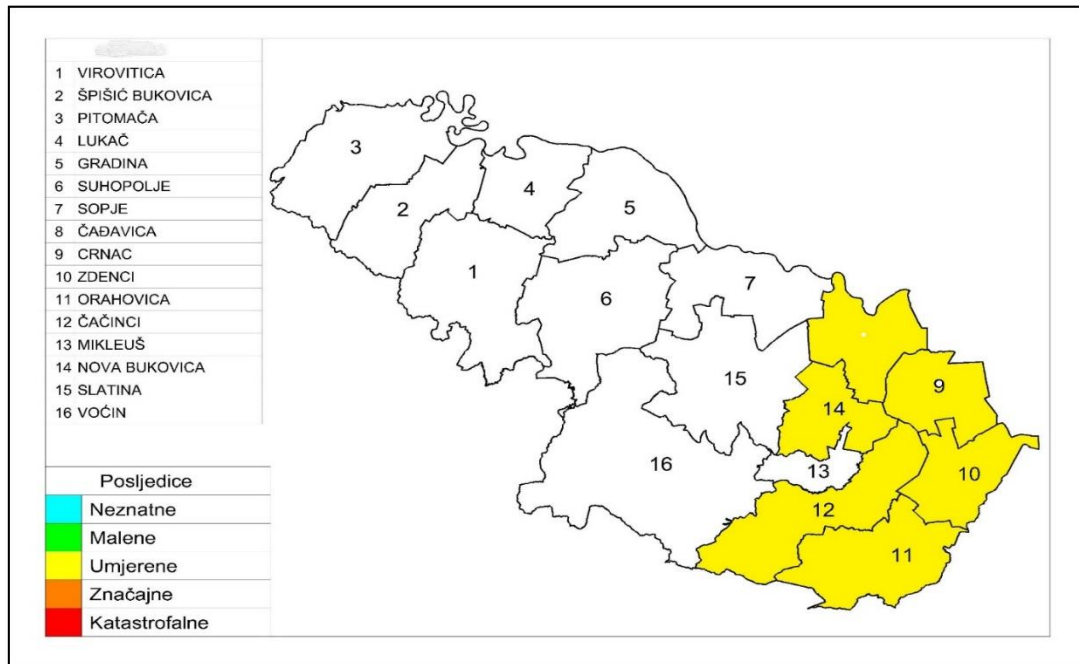 1 VIROVITICA
2 ŠPIŠIĆ BUKOVICA
3 PITOMAČA
4 LUKAČ
5 GRADINA
6 SUHOPOLJE
7 SOPJE
8 ČAĐAVICA
9 CRNAC
10 ZDENCI
11 ORAHOVICA
12 ČAČINCI
13 MIKLEUŠ
14 NOVA BUKOVICA
15 SLATINA
16 VOĆIN
Posljedice
Neznatne
Malene
Umjerene
Značajne
Katastrofalne
3
4
2
5
1
7
6
15
9
14
16
13
10
12
11